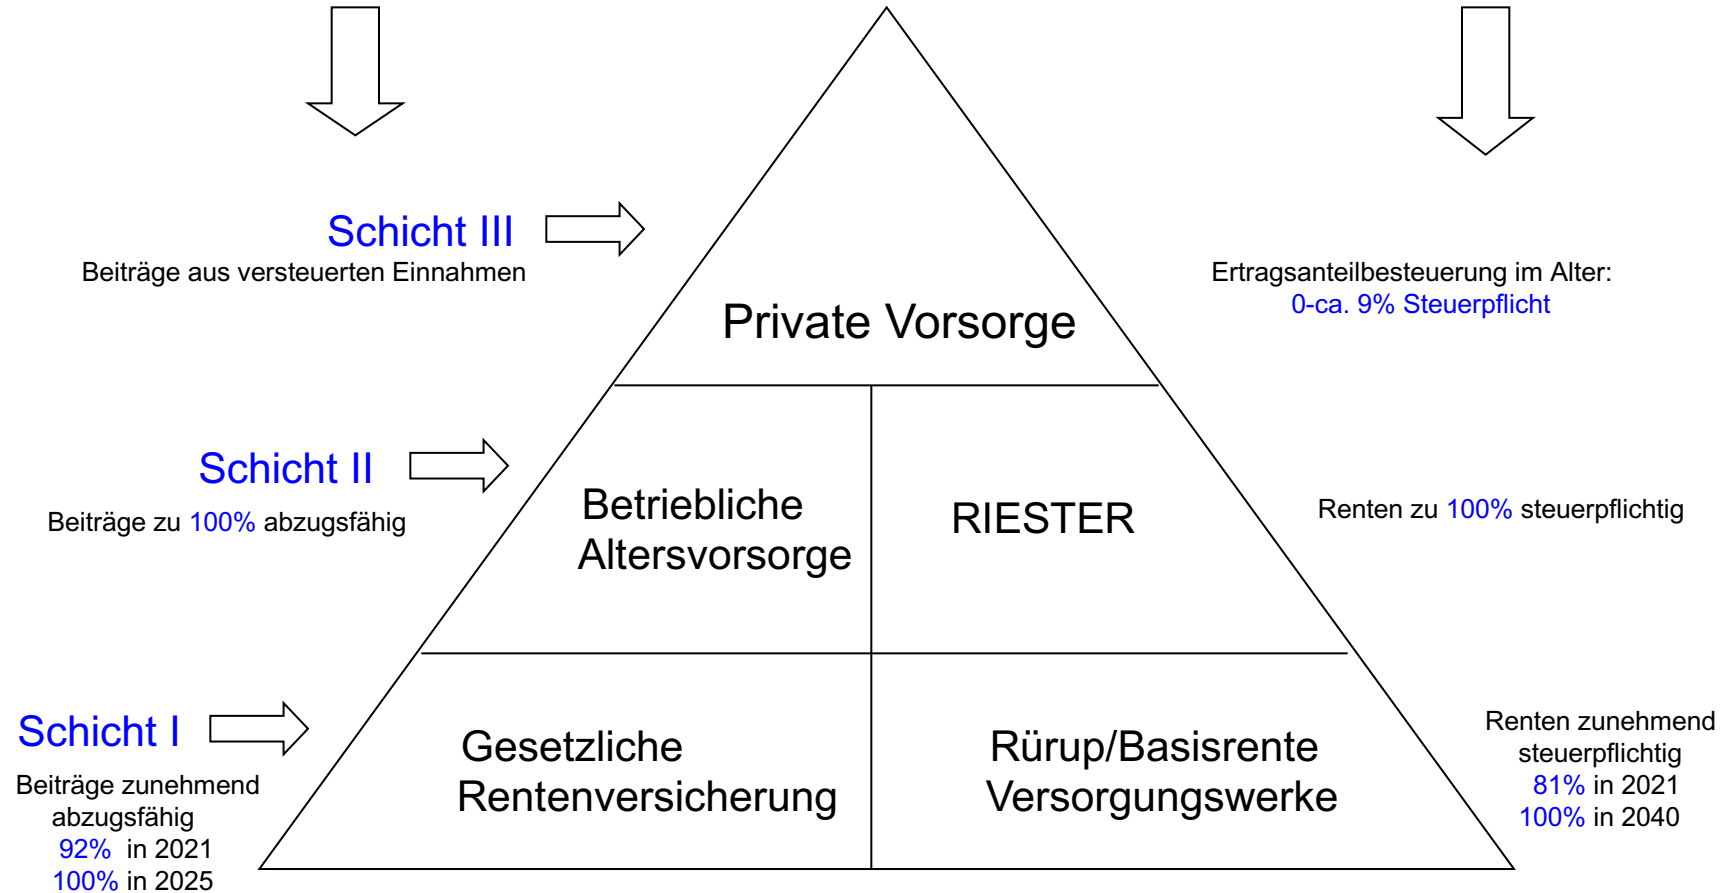 Schicht III
Beiträge aus versteuerten Einnahmen
Private Vorsorge
Ertragsanteilbesteuerung im Alter:
0-ca. 9% Steuerpflicht
Schicht II
Beiträge zu 100% abzugsfähig
Betriebliche
Altersvorsorge
RIESTER
Renten zu 100% steuerpflichtig
Schicht I
Beiträge zunehmend
abzugsfähig
92% in 2021
100% in 2025
Gesetzliche
Rentenversicherung
Rürup/Basisrente
Versorgungswerke
Renten zunehmend
steuerpflichtig
81% in 2021
100% in 2040